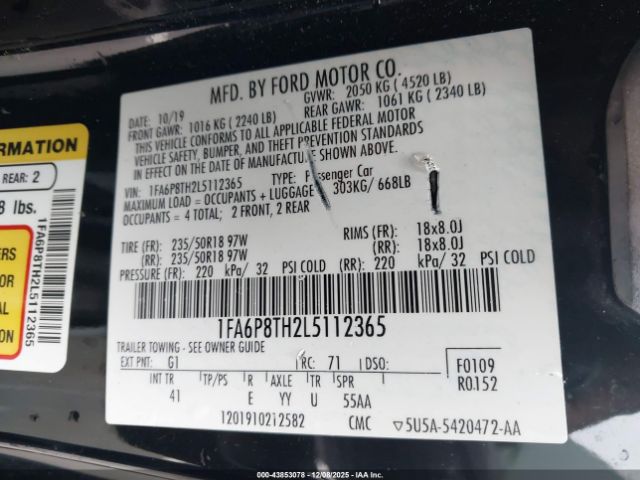 MFD. BY FORD MOTOR CO.
DATE: 10/19 GVWR: 2050 KG ( 4520 LB)
FRONT GAWR: 1016 KG ( 2240 LB) REAR GAWR: 1061 KG ( 2340 LB)
THIS VEHICLE CONFORMS TO ALL APPLICABLE FEDERAL MOTOR
VEHICLE SAFETY, BUMPER, AND THEFT PREVENTION STANDARDS
IN EFFECT ON THE DATE OF MANUFACTURE SHOWN ABOVE.
VIN: 1FA6P8TH2L5112365 TYPE: Passenger Car
MAXIMUM LOAD = OCCUPANTS + LUGGAGE 303KG/ 668LB
OCCUPANTS = 4 TOTAL; 2 FRONT, 2 REAR
TIRE (FR): 235/50R18 97W RIMS (FR): 18x8.0J
(RR): 235/50R18 97W (RR): 18x8.0J
PRESSURE (FR): 220 kPa/ 32 PSI COLD (RR): 220 kPa/ 32 PSI COLD
1FA6P8TH2L5112365
TRAILER TOWING - SEE OWNER GUIDE
EXT PNT: G1 RC: 71 DSO: F0109
R0152
INT TR TP/PS R AXLE TR SPR
41 E YY U 55AA
1201910212582 CMC 5U5A-5420472-AA
ORMATION
REAR: 2
8 lbs.
1FA6P8TH2L5112365
IAA 43853078 | 12/08/2025 | IAA Inc.